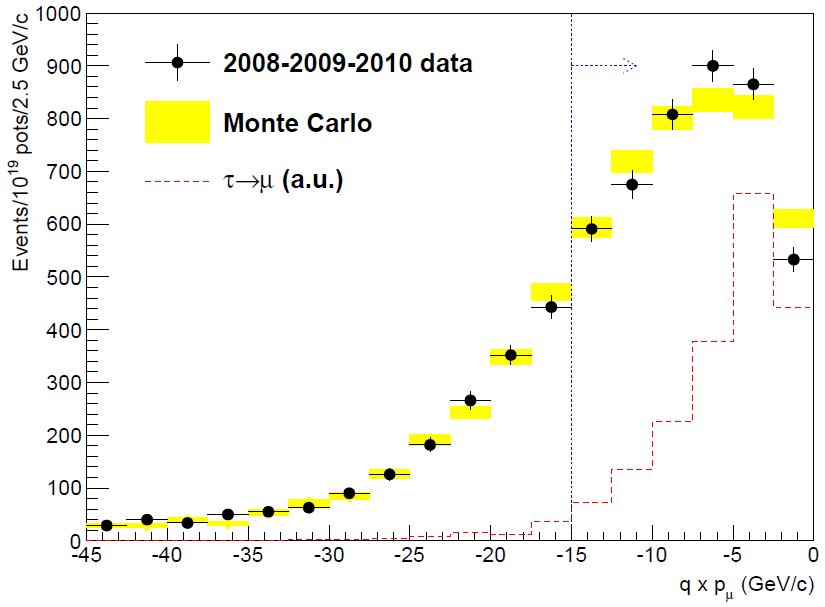 Events/10¹⁹ pots/2.5 GeV/c
1000
900
800
700
600
500
400
300
200
100
0
2008-2009-2010 data
Monte Carlo
τ→μ (a.u.)
-45 -40 -35 -30 -25 -20 -15 -10 -5 0
q x pμ (GeV/c)